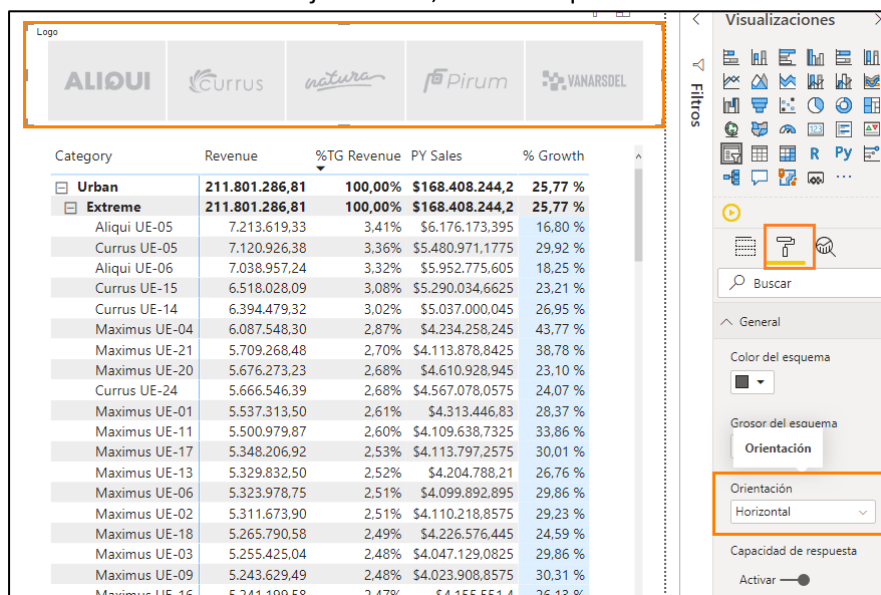 Logo
ALIQUI Currus natura Pirum VANARSDEL
Category Revenue %TG Revenue PY Sales % Growth
Urban 211.801.286,81 100,00% $168.408.244,2 25,77 %
Extreme 211.801.286,81 100,00% $168.408.244,2 25,77 %
Aliqui UE-05 7.213.619,33 3,41% $6.176.173,395 16,80 %
Currus UE-05 7.120.926,38 3,36% $5.480.971,1775 29,92 %
Aliqui UE-06 7.038.957,24 3,32% $5.952.775,605 18,25 %
Currus UE-15 6.518.028,09 3,08% $5.290.034,6625 23,21 %
Currus UE-14 6.394.479,32 3,02% $5.037.000,045 26,95 %
Maximus UE-04 6.087.548,30 2,87% $4.234.258,245 43,77 %
Maximus UE-21 5.709.268,48 2,70% $4.113.878,8425 38,78 %
Maximus UE-20 5.676.273,23 2,68% $4.610.928,945 23,10 %
Currus UE-24 5.666.546,39 2,68% $4.567.078,0575 24,07 %
Maximus UE-01 5.537.313,50 2,61% $4.313.446,83 28,37 %
Maximus UE-11 5.500.979,87 2,60% $4.109.638,7325 33,86 %
Maximus UE-17 5.348.206,92 2,53% $4.113.797,2575 30,01 %
Maximus UE-13 5.329.832,50 2,52% $4.204.788,21 26,76 %
Maximus UE-06 5.323.978,75 2,51% $4.099.892,895 29,86 %
Maximus UE-02 5.311.673,90 2,51% $4.110.218,8575 29,23 %
Maximus UE-18 5.265.790,58 2,49% $4.226.576,445 24,59 %
Maximus UE-03 5.255.425,04 2,48% $4.047.129,0825 29,86 %
Maximus UE-09 5.243.629,49 2,48% $4.023.908,8575 30,31 %
Maximus UE-16 5.241.199,58 2,47% $4.155.551,4 26,13 %
Filtros
Visualizaciones
123
R Py
Buscar
General
Color del esquema
Grosor del esquema
Orientación
Orientación
Horizontal
Capacidad de respuesta
Activar